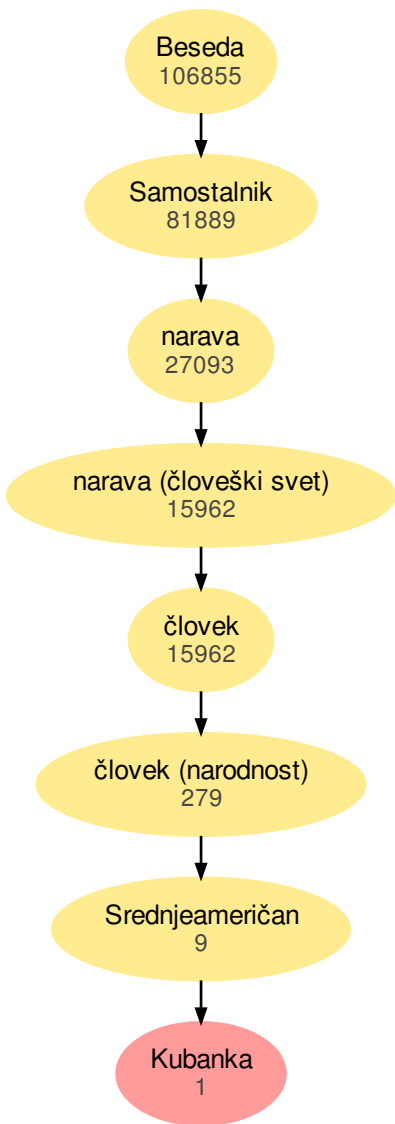 Beseda
106855
Samostalnik
81889
narava
27093
narava (človeški svet)
15962
človek
15962
človek (narodnost)
279
Srednjeameričan
9
Kubanka
1